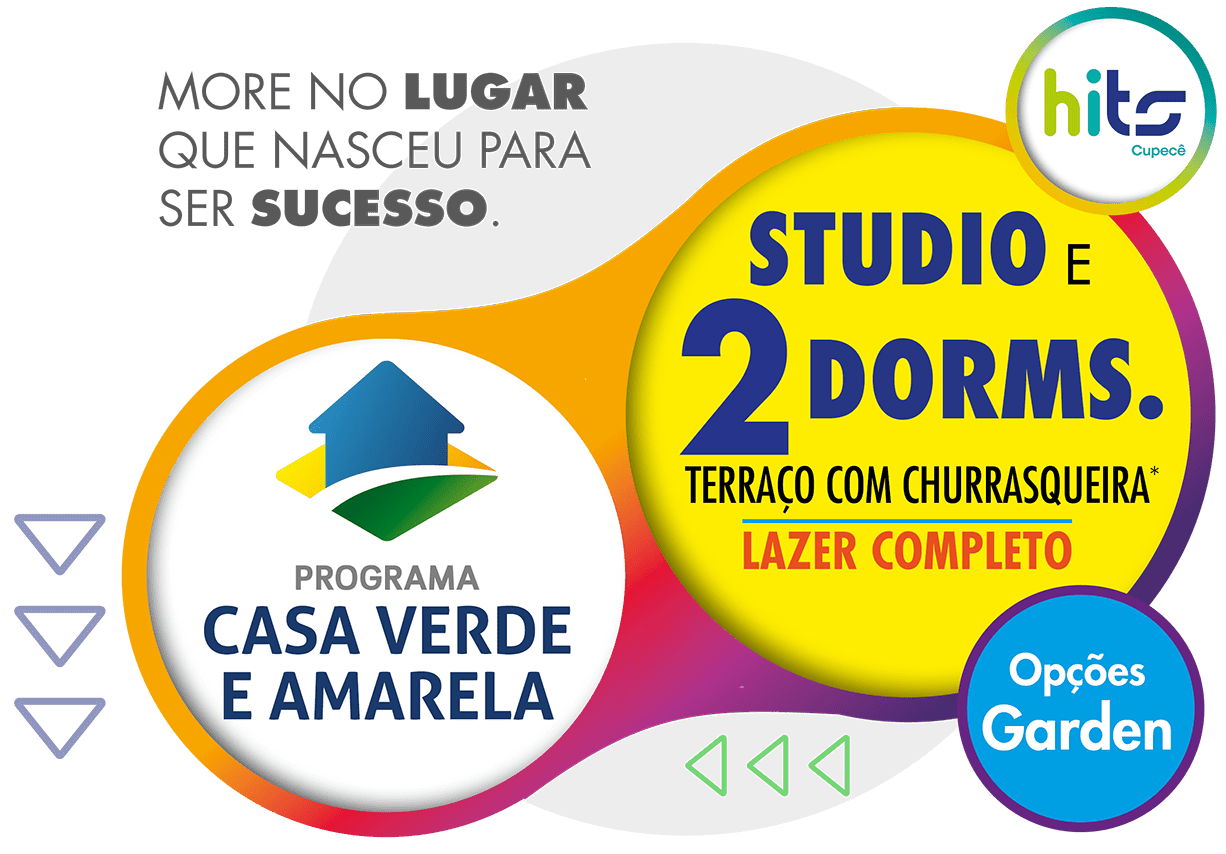 MORE NO LUGAR
QUE NASCEU PARA
SER SUCESSO.
hits
Cupecê
STUDIO E
2 DORMS.
TERRAÇO COM CHURRASQUEIRA*
LAZER COMPLETO
PROGRAMA
CASA VERDE
E AMARELA
Opções
Garden